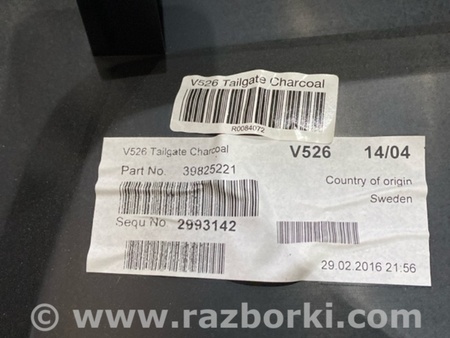 V526 Tailgate Charcoal
R0084072
V526 Tailgate Charcoal
V526 14/04
Part No. 39825221
Country of origin
Sweden
Sequ No 2993142
29.02.2016 21:56
© www.razborki.com